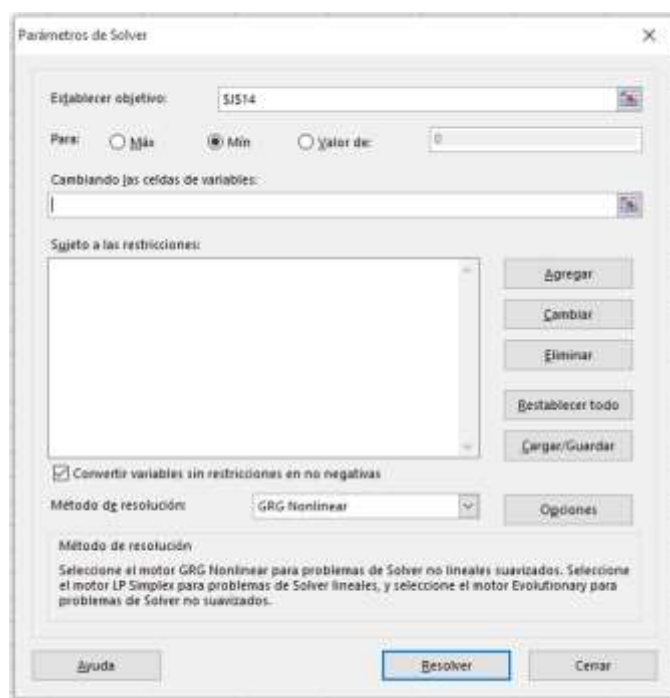 Parámetros de Solver
Establecer objetivo:
$J$14
Para:
Máx
Mín
Valor de:
0
Cambiando las celdas de variables:
Sujeto a las restricciones:
Agregar
Cambiar
Eliminar
Restablecer todo
Cargar/Guardar
Convertir variables sin restricciones en no negativas
Método de resolución:
GRG Nonlinear
Opciones
Método de resolución
Seleccione el motor GRG Nonlinear para problemas de Solver no lineales suavizados. Seleccione
el motor LP Simplex para problemas de Solver lineales, y seleccione el motor Evolutionary para
problemas de Solver no suavizados.
Ayuda
Resolver
Cerrar